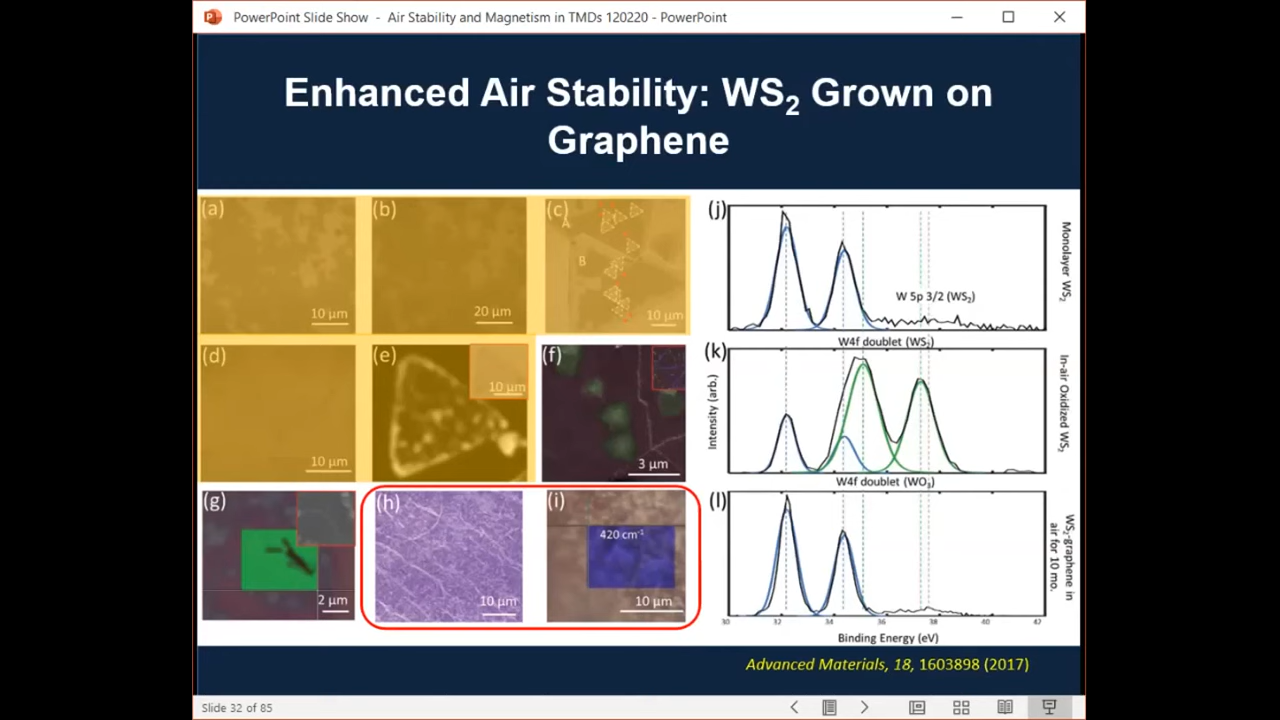 PowerPoint Slide Show - Air Stability and Magnetism in TMDs 120220 - PowerPoint
Enhanced Air Stability: WS₂ Grown on
Graphene
(a)
10 µm
(b)
20 µm
(c)
A
B
10 µm
(d)
10 µm
(e)
10 µm
(f)
3 µm
(g)
2 µm
(h)
10 µm
(i)
420 cm⁻¹
10 µm
(j)
W 5p 3/2 (WS₂)
Monolayer WS₂
W4f doublet (WS₂)
(k)
Intensity (arb.)
In-air Oxidized WS₂
W4f doublet (WO₃)
(l)
WS₂-graphene in
air for 10 mo.
30 32 34 36 38 40 42
Binding Energy (eV)
Advanced Materials, 18, 1603898 (2017)
Slide 32 of 85